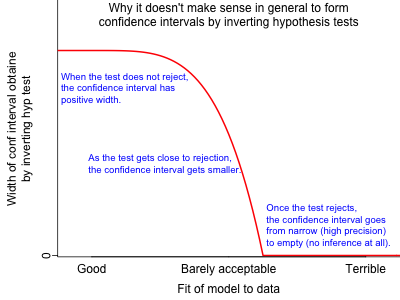 Why it doesn't make sense in general to form
confidence intervals by inverting hypothesis tests
Width of conf interval obtaine
by inverting hyp test
When the test does not reject,
the confidence interval has
positive width.
As the test gets close to rejection,
the confidence interval gets smaller.
Once the test rejects,
the confidence interval goes
from narrow (high precision)
to empty (no inference at all).
0
Good
Barely acceptable
Terrible
Fit of model to data